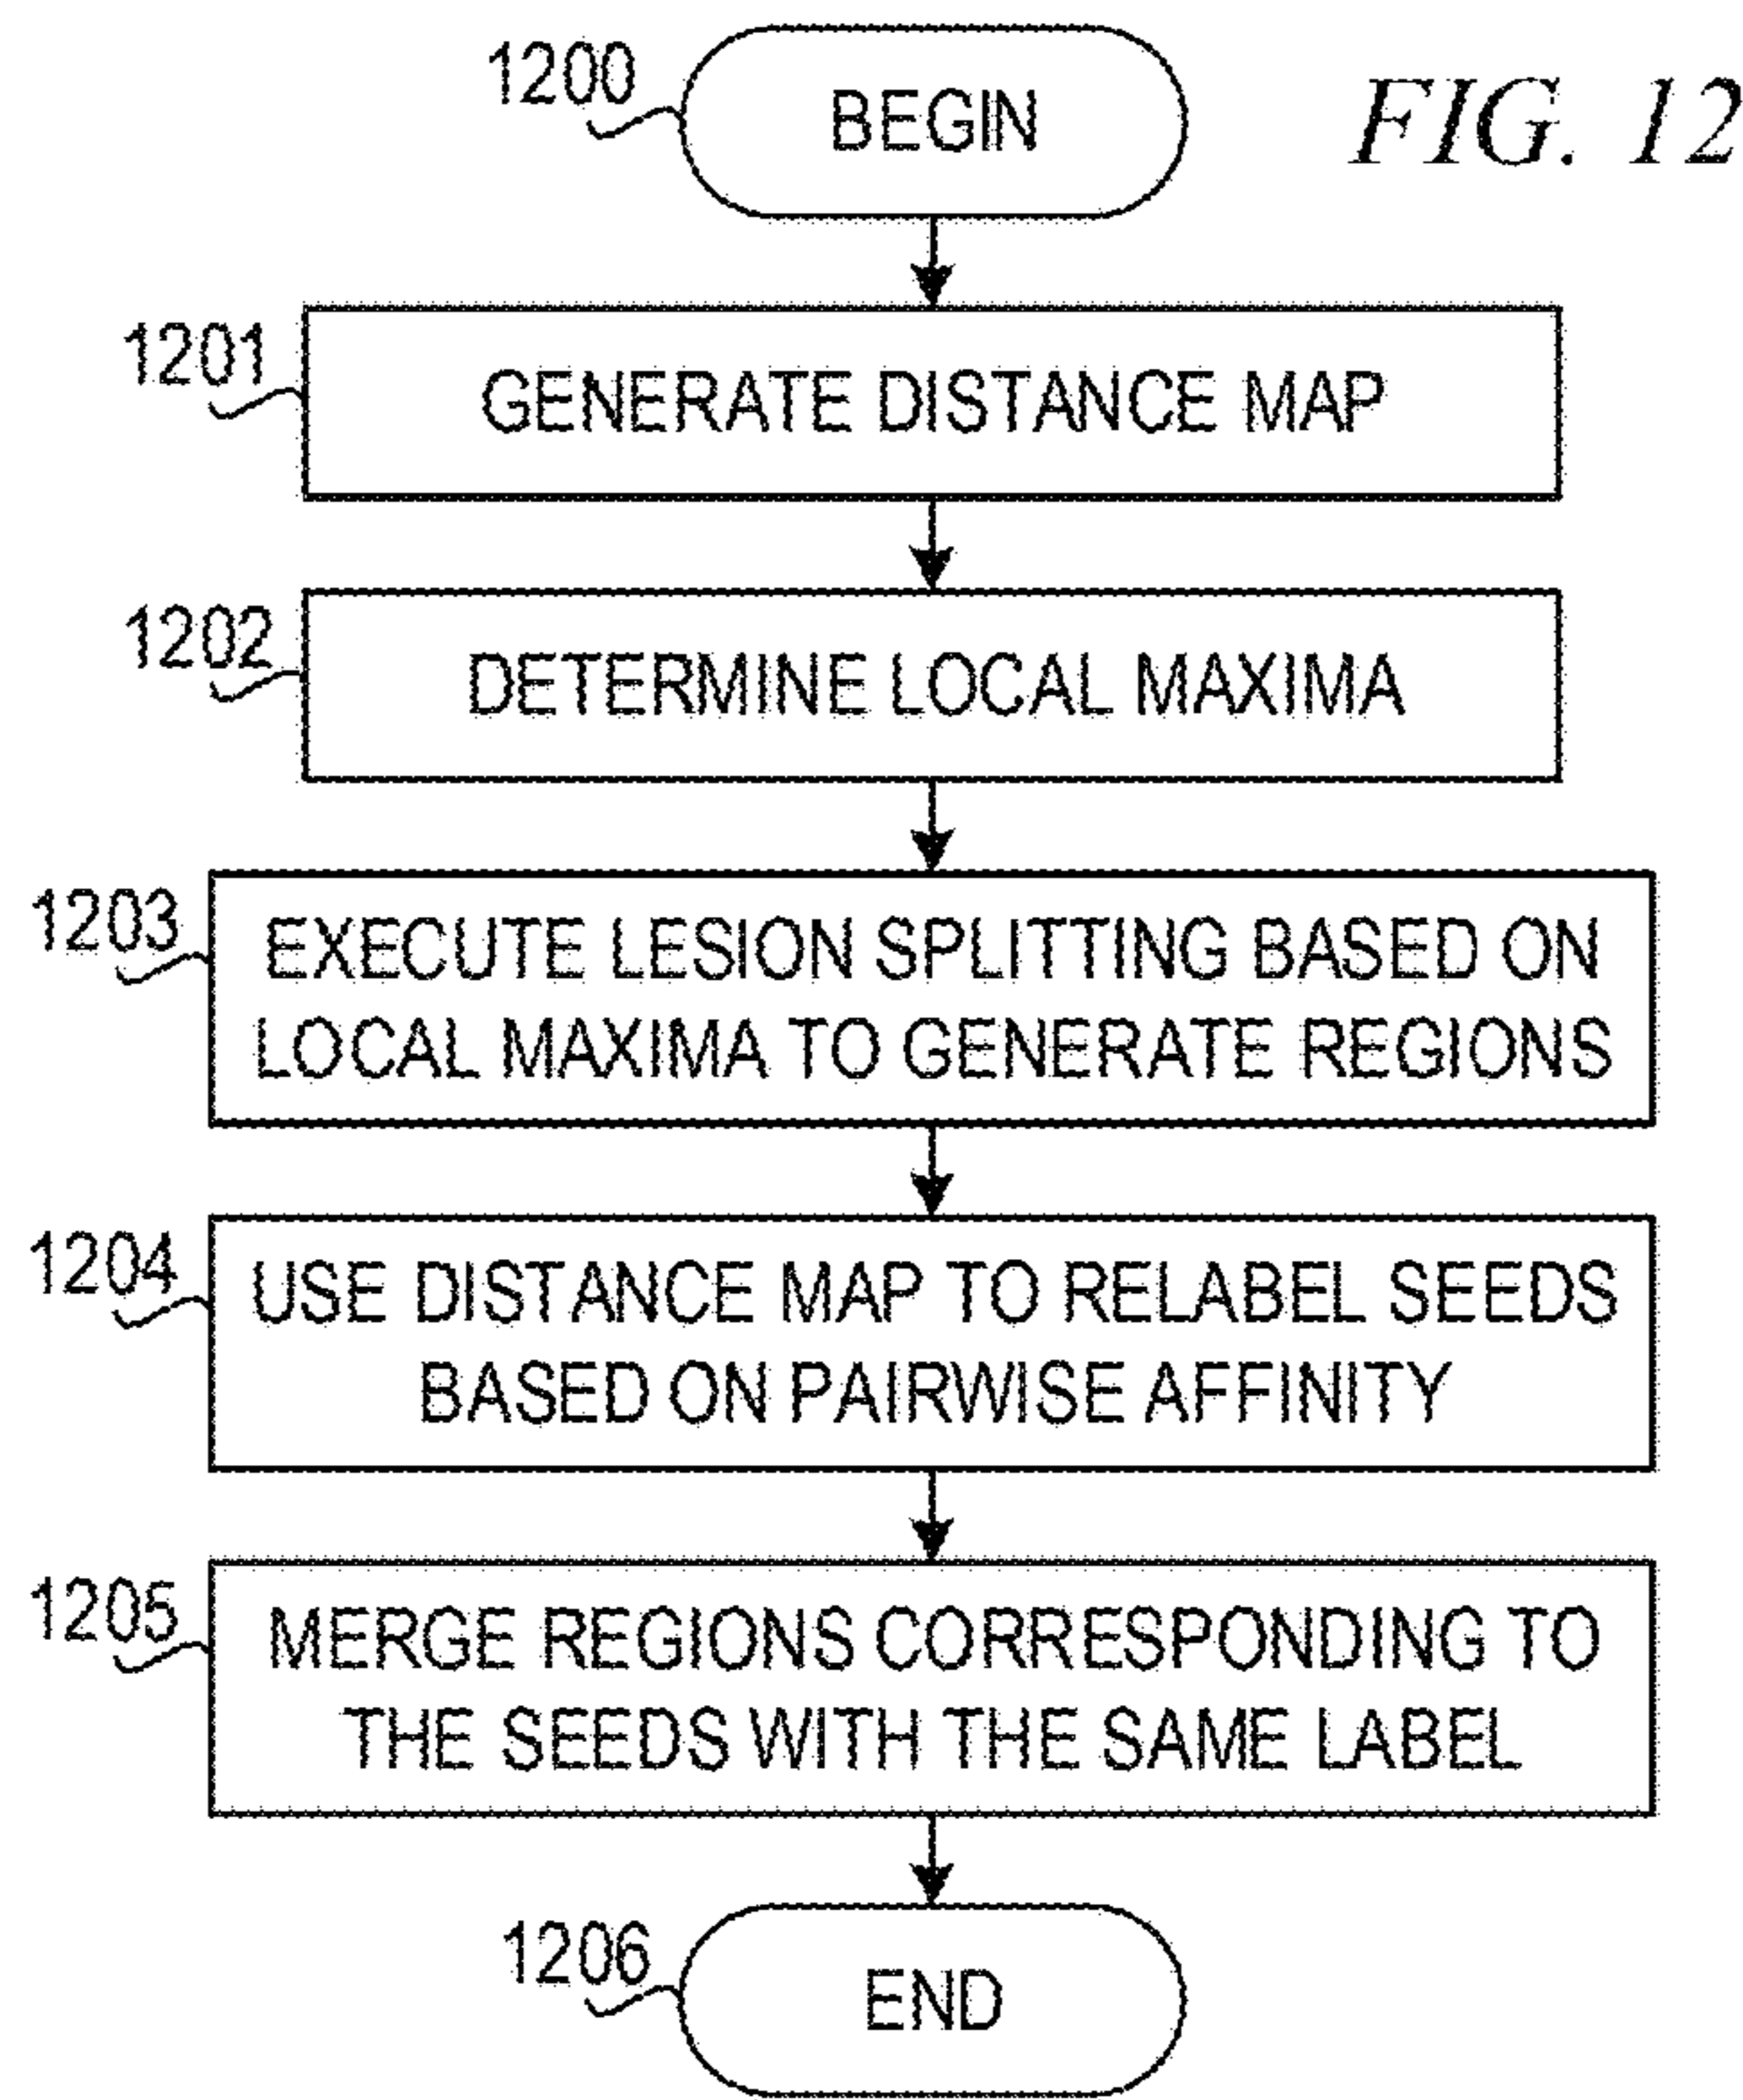 1200
BEGIN
FIG. 12
1201
GENERATE DISTANCE MAP
1202
DETERMINE LOCAL MAXIMA
1203
EXECUTE LESION SPLITTING BASED ON
LOCAL MAXIMA TO GENERATE REGIONS
1204
USE DISTANCE MAP TO RELABEL SEEDS
BASED ON PAIRWISE AFFINITY
1205
MERGE REGIONS CORRESPONDING TO
THE SEEDS WITH THE SAME LABEL
1206
END